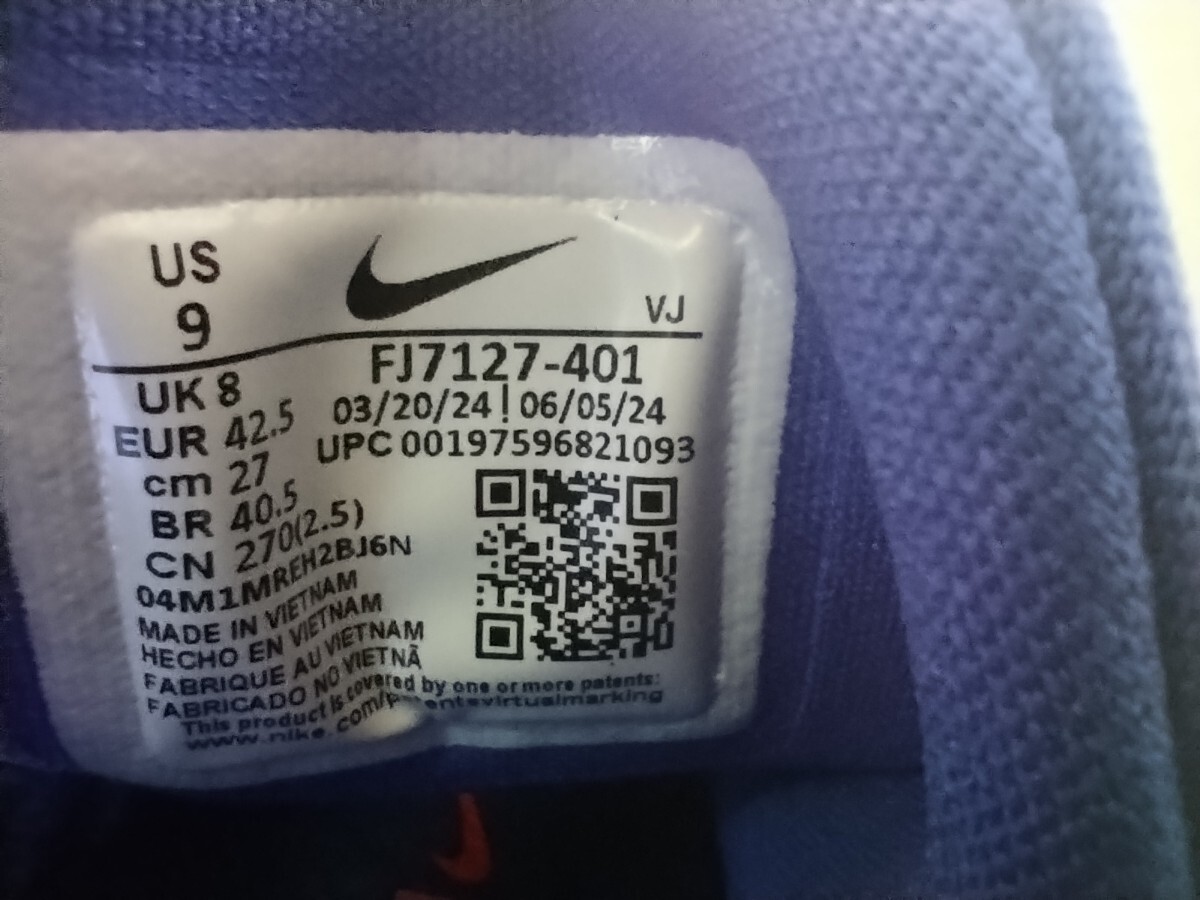 US
9
VJ
FJ7127-401
03/20/24 | 06/05/24
UPC 00197596821093
UK 8
EUR 42.5
cm 27
BR 40.5
CN 270(2.5)
04M1MREH2BJ6N
MADE IN VIETNAM
HECHO EN VIETNAM
FABRIQUE AU VIETNAM
FABRICADO NO VIETNÃ
This product is covered by one or more patents:
www.nike.com/p entsvirtualmarking